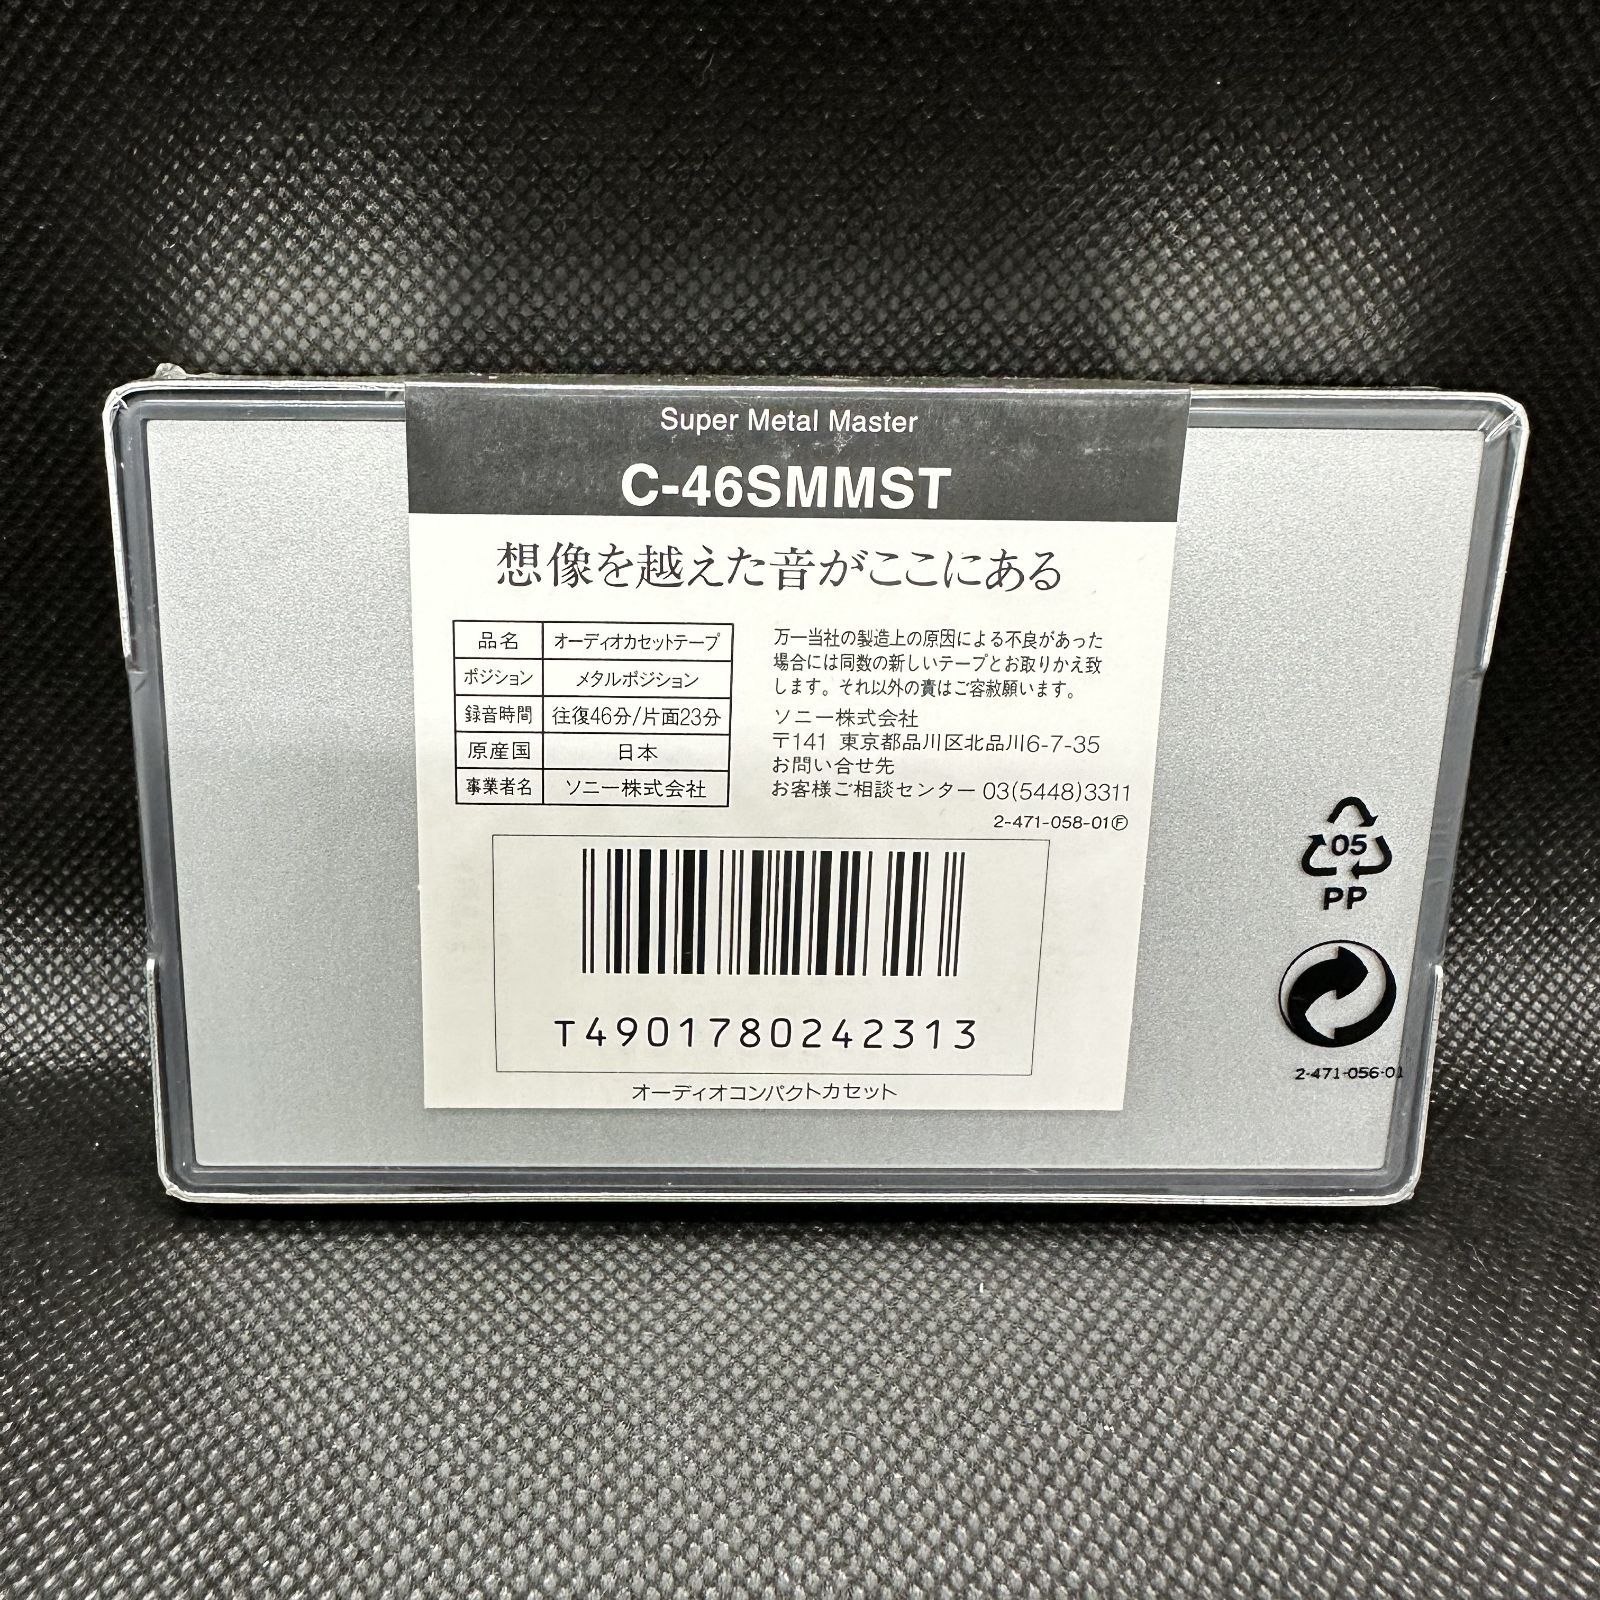 Super Metal Master
C-46SMMST
想像を越えた音がここにある
品名 オーディオカセットテープ
ポジション メタルポジション
録音時間 往復46分/片面23分
原産国 日本
事業者名 ソニー株式会社
万一当社の製造上の原因による不良があった
場合には同数の新しいテープとお取りかえ致
します。それ以外の責はご容赦願います。
ソニー株式会社
〒141 東京都品川区北品川6-7-35
お問い合せ先
お客様ご相談センター 03(5448)3311
2-471-058-01Ⓕ
T4901780242313
オーディオコンパクトカセット
05
PP
2-471-056-01